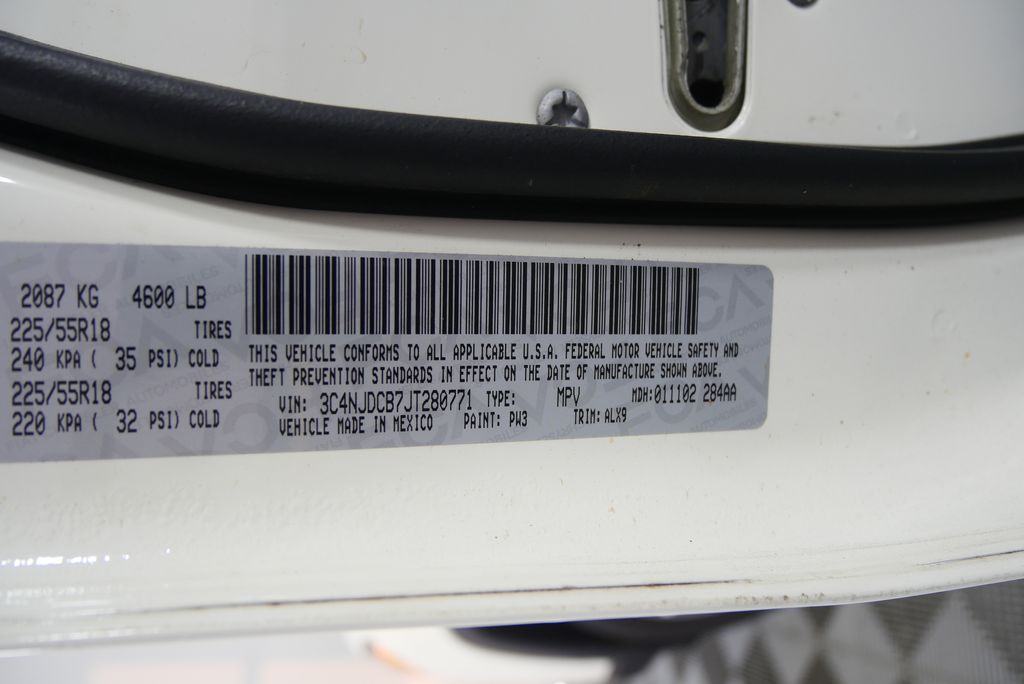 2087 KG 4600 LB
225/55R18 TIRES
240 KPA ( 35 PSI) COLD
225/55R18 TIRES
220 KPA ( 32 PSI) COLD
THIS VEHICLE CONFORMS TO ALL APPLICABLE U.S.A. FEDERAL MOTOR VEHICLE SAFETY AND
THEFT PREVENTION STANDARDS IN EFFECT ON THE DATE OF MANUFACTURE SHOWN ABOVE.
VIN: 3C4NJDCB7JT280771 TYPE: MPV MDH:011102 284AA
VEHICLE MADE IN MEXICO PAINT: PW3 TRIM: ALX9